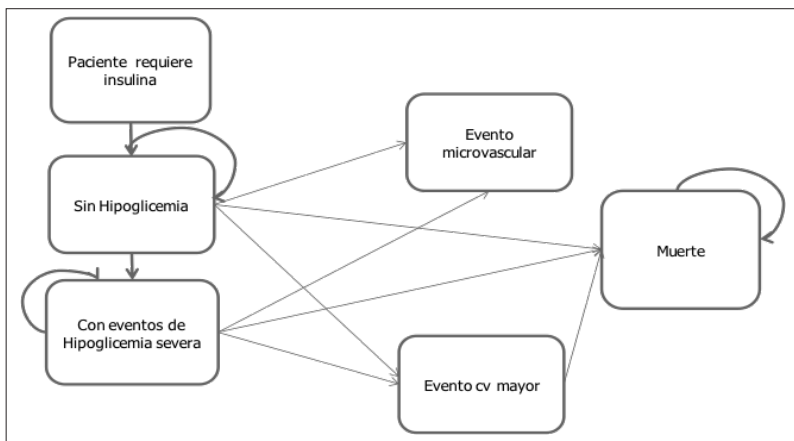 Paciente requiere
insulina
Sin Hipoglicemia
Con eventos de
Hipoglicemia severa
Evento
microvascular
Evento cv mayor
Muerte